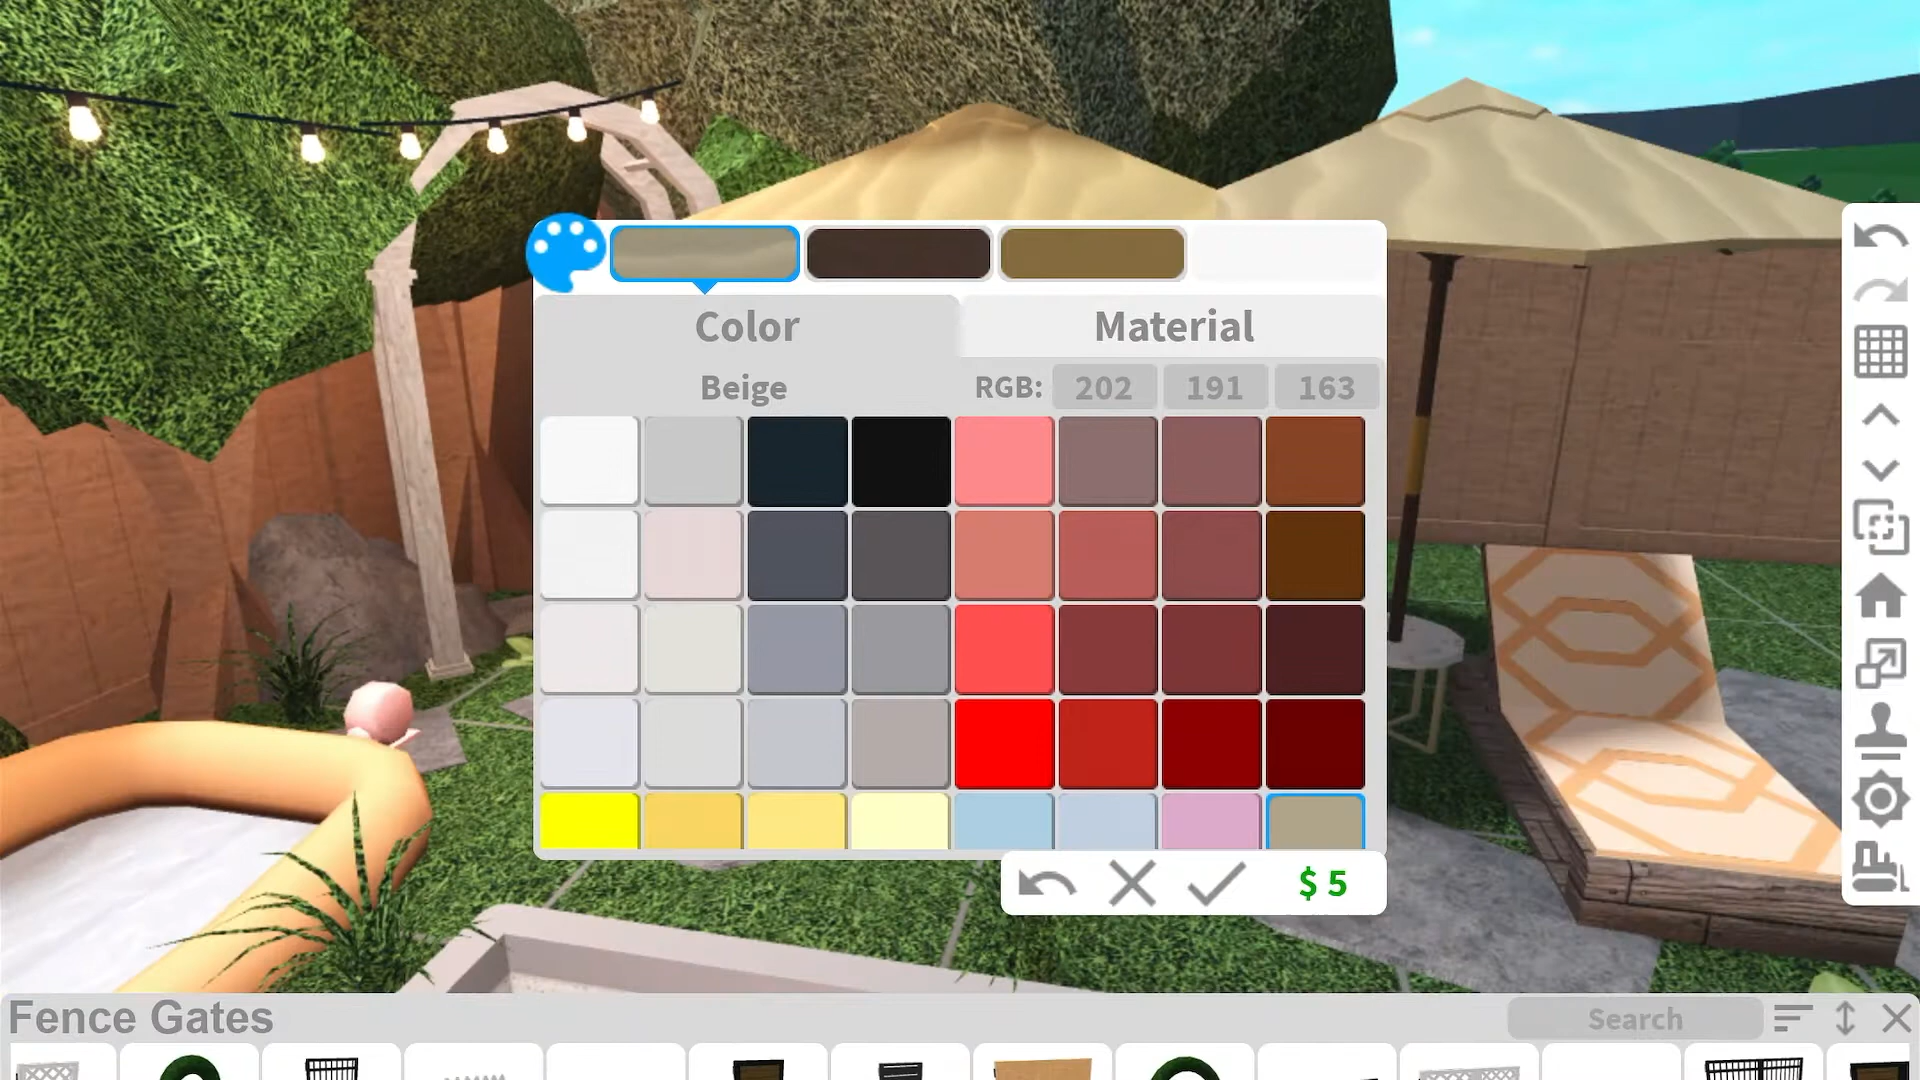 Color
Material
Beige
RGB: 202 191 163
$ 5
Fence Gates
Search